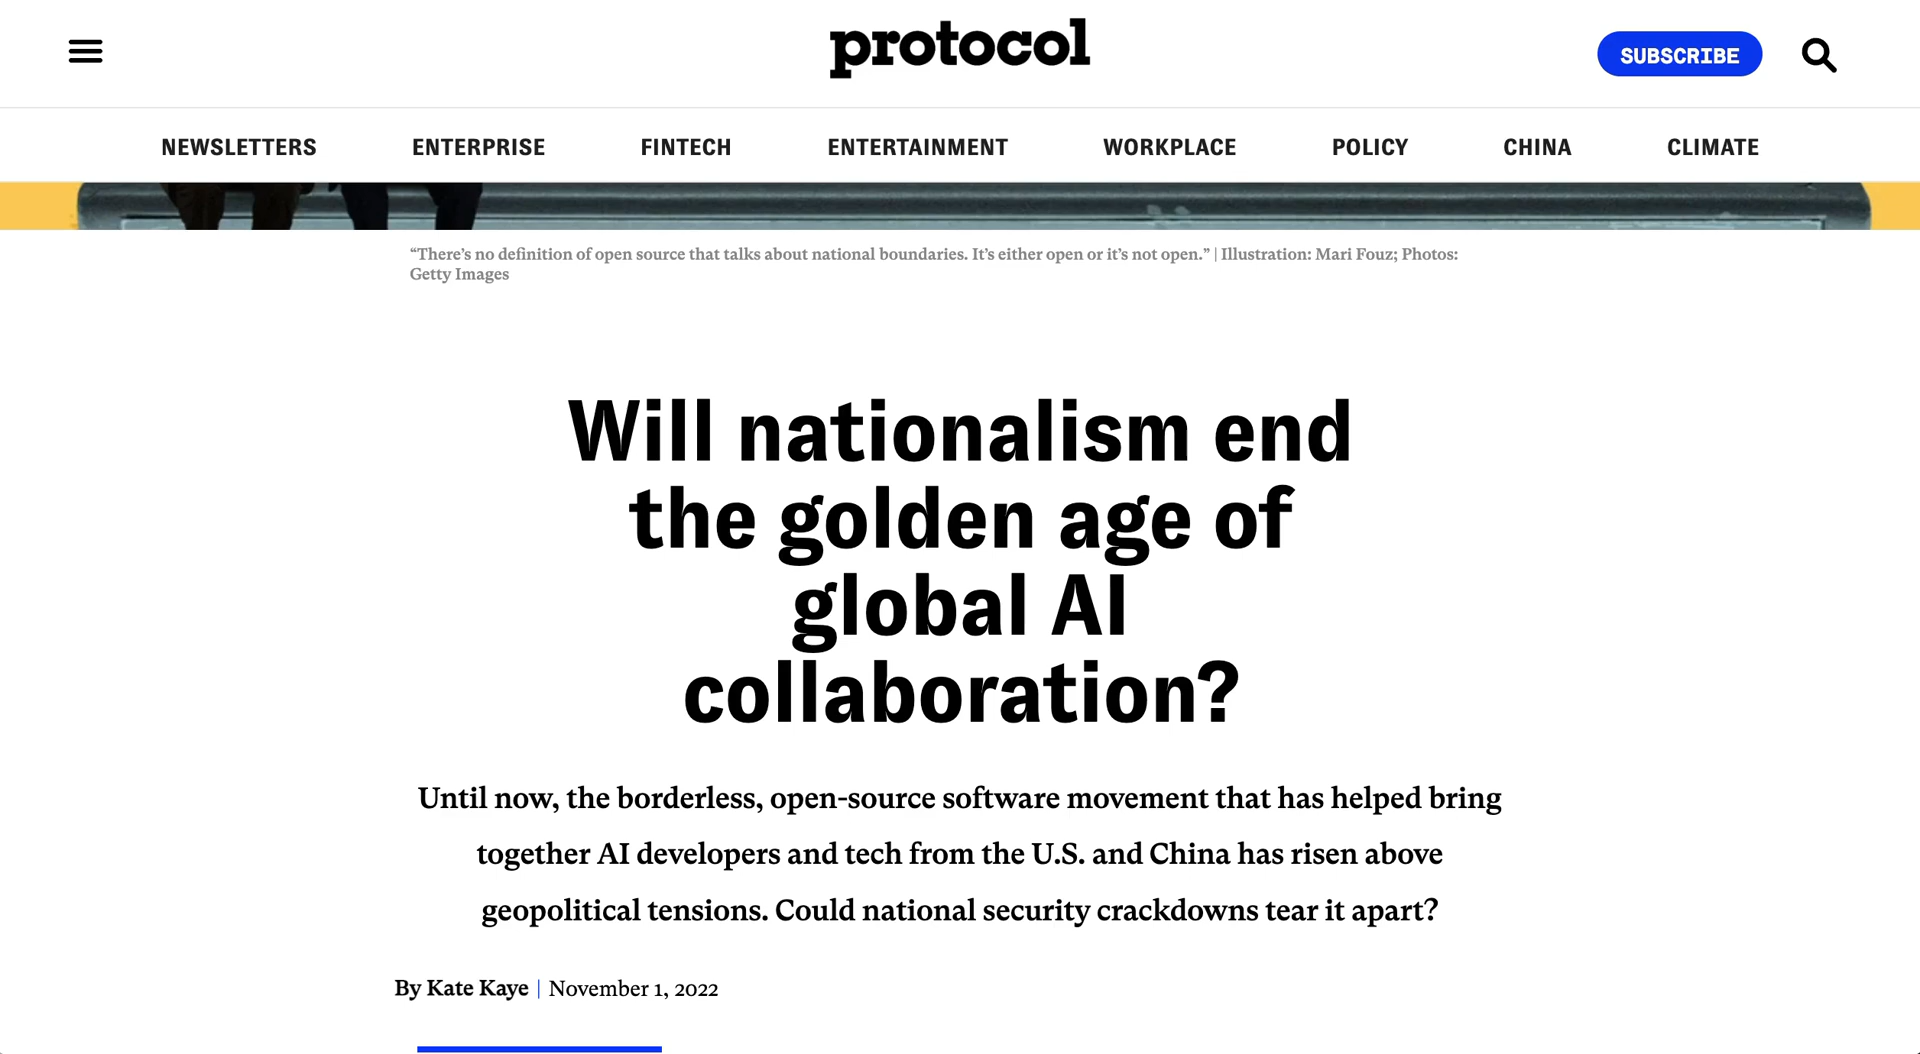 protocol
SUBSCRIBE
NEWSLETTERS ENTERPRISE FINTECH ENTERTAINMENT WORKPLACE POLICY CHINA CLIMATE
“There’s no definition of open source that talks about national boundaries. It’s either open or it’s not open.” | Illustration: Mari Fouz; Photos:
Getty Images
Will nationalism end
the golden age of
global AI
collaboration?
Until now, the borderless, open-source software movement that has helped bring
together AI developers and tech from the U.S. and China has risen above
geopolitical tensions. Could national security crackdowns tear it apart?
By Kate Kaye | November 1, 2022